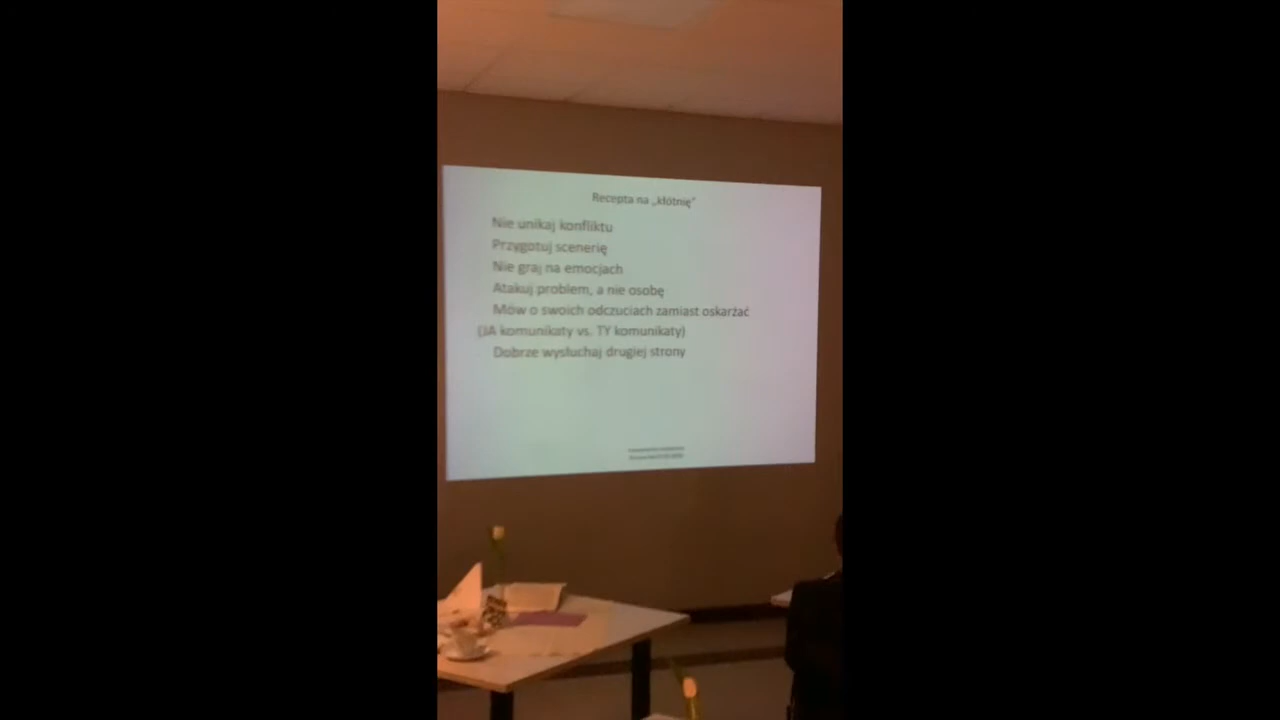 Recepta na „kłótnię”
Nie unikaj konfliktu
Przygotuj scenerię
Nie graj na emocjach
Atakuj problem, a nie osobę
Mów o swoich odczuciach zamiast oskarżać
(JA komunikaty vs. TY komunikaty)
Dobrze wysłuchaj drugiej strony